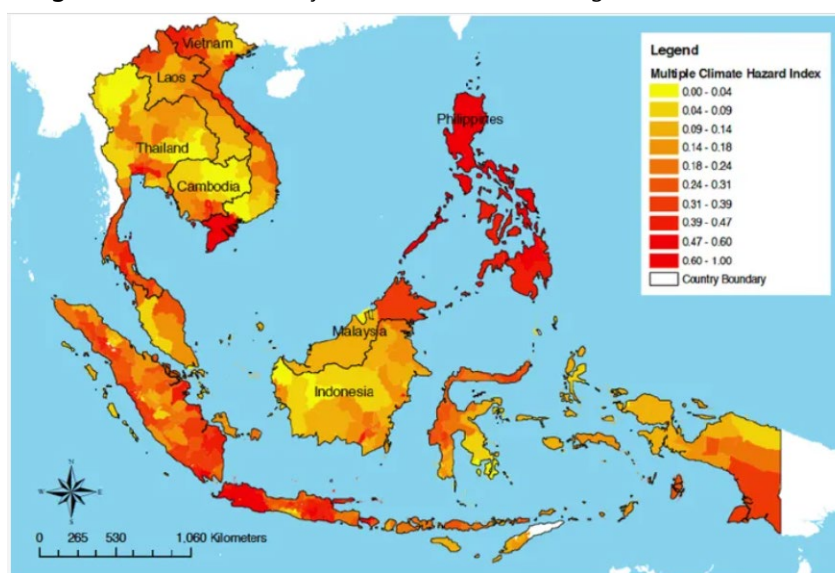 Vietnam
Laos
Philippines
Thailand
Cambodia
Malaysia
Indonesia
Legend
Multiple Climate Hazard Index
0.00 - 0.04
0.04 - 0.09
0.09 - 0.14
0.14 - 0.18
0.18 - 0.24
0.24 - 0.31
0.31 - 0.39
0.39 - 0.47
0.47 - 0.60
0.60 - 1.00
Country Boundary
N
W E
S
0 265 530 1,060 Kilometers